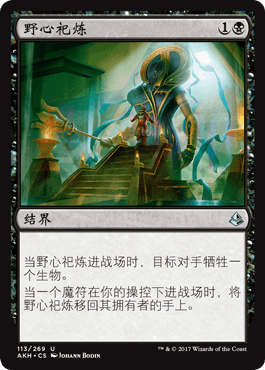 野心祀炼 1
结界
当野心祀炼进战场时，目标对手牺牲一
个生物。
当一个魔符在你的操控下进战场时，将
野心祀炼移回其拥有者的手上。
113/269 U
AKH • CS JOHANN BODIN
™ & © 2017 Wizards of the Coast